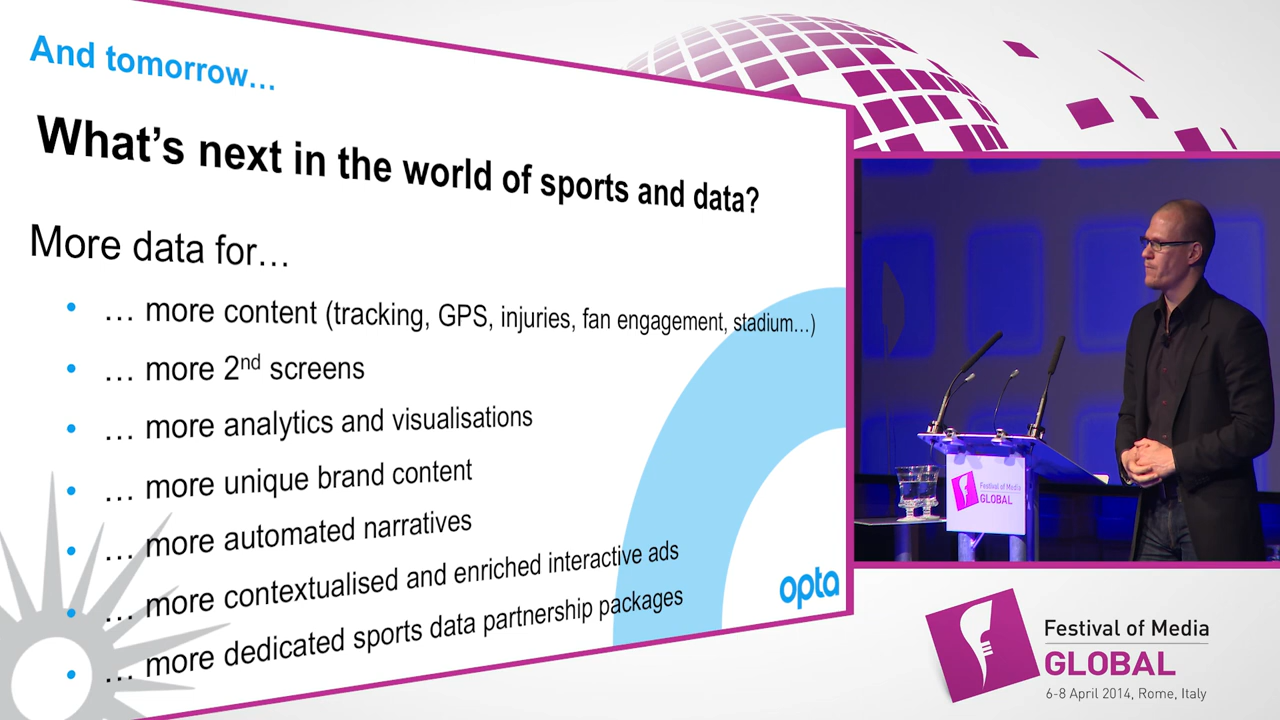 And tomorrow…
What's next in the world of sports and data?
More data for…
• … more content (tracking, GPS, injuries, fan engagement, stadium…)
• … more 2nd screens
• … more analytics and visualisations
• … more unique brand content
• … more automated narratives
• … more contextualised and enriched interactive ads
• … more dedicated sports data partnership packages
opta
Festival of Media
GLOBAL
Festival of Media
GLOBAL
6-8 April 2014, Rome, Italy